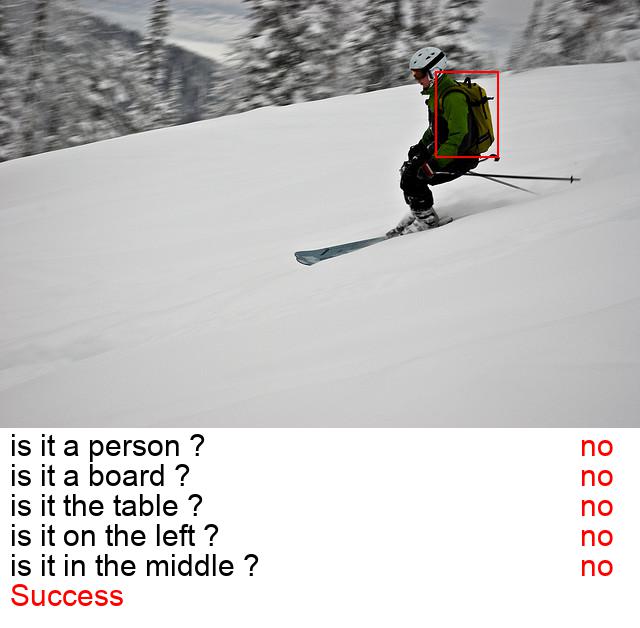 is it a person ? no
is it a board ? no
is it the table ? no
is it on the left ? no
is it in the middle ? no
Success